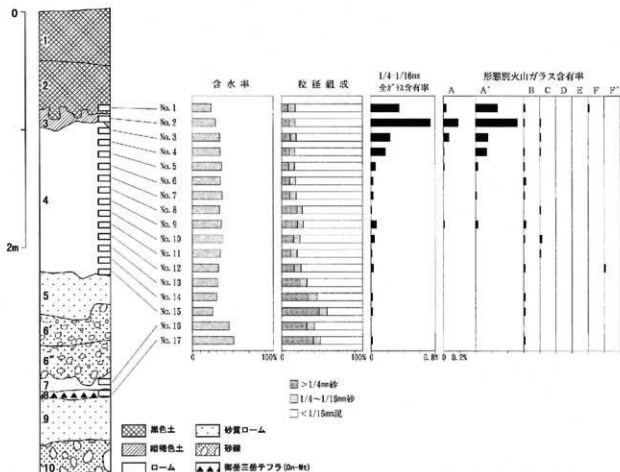 0
2m
1
2
3
4
5
6
6"
7
8
9
10
含水率
粒径組成
1/4-1/16mm
全ガラス含有率
形態別火山ガラス含有率
A
A'
B
C
D
E
F
F'
No. 1
No. 2
No. 3
No. 4
No. 5
No. 6
No. 7
No. 8
No. 9
No. 10
No. 11
No. 12
No. 13
No. 14
No. 15
No. 16
No. 17
0
100%
0
100%
0
0.8%
0
0.2%
>1/4mm砂
1/4~1/16mm砂
<1/16mm泥
黒色土
暗褐色土
ローム
砂質ローム
砂礫
御岳三岳テフラ(On-Mt)